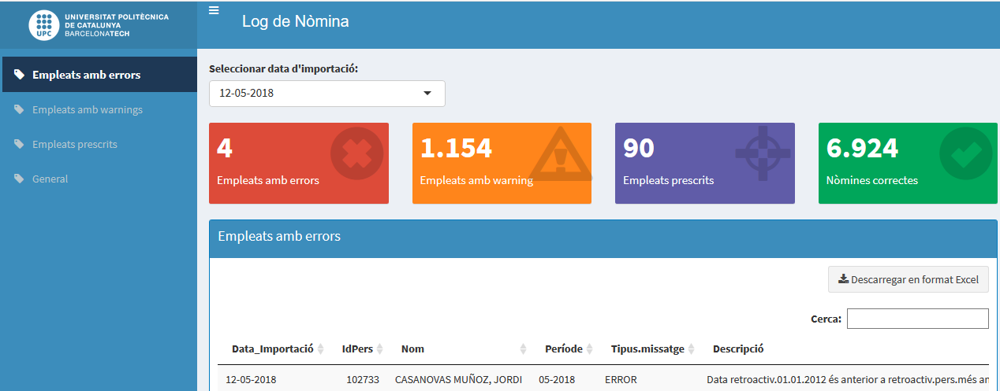 UNIVERSITAT POLITÈCNICA
DE CATALUNYA
BARCELONATECH
UPC
Log de Nòmina
Empleats amb errors
Empleats amb warnings
Empleats prescrits
General
Seleccionar data d'importació:
12-05-2018
4
Empleats amb errors
1.154
Empleats amb warning
90
Empleats prescrits
6.924
Nòmines correctes
Empleats amb errors
Descarregar en format Excel
Cerca:
Data_Importació IdPers Nom Període Tipus.missatge Descripció
12-05-2018 102733 CASANOVAS MUÑOZ, JORDI 05-2018 ERROR Data retroactiv.01.01.2012 és anterior a retroactiv.pers.més an